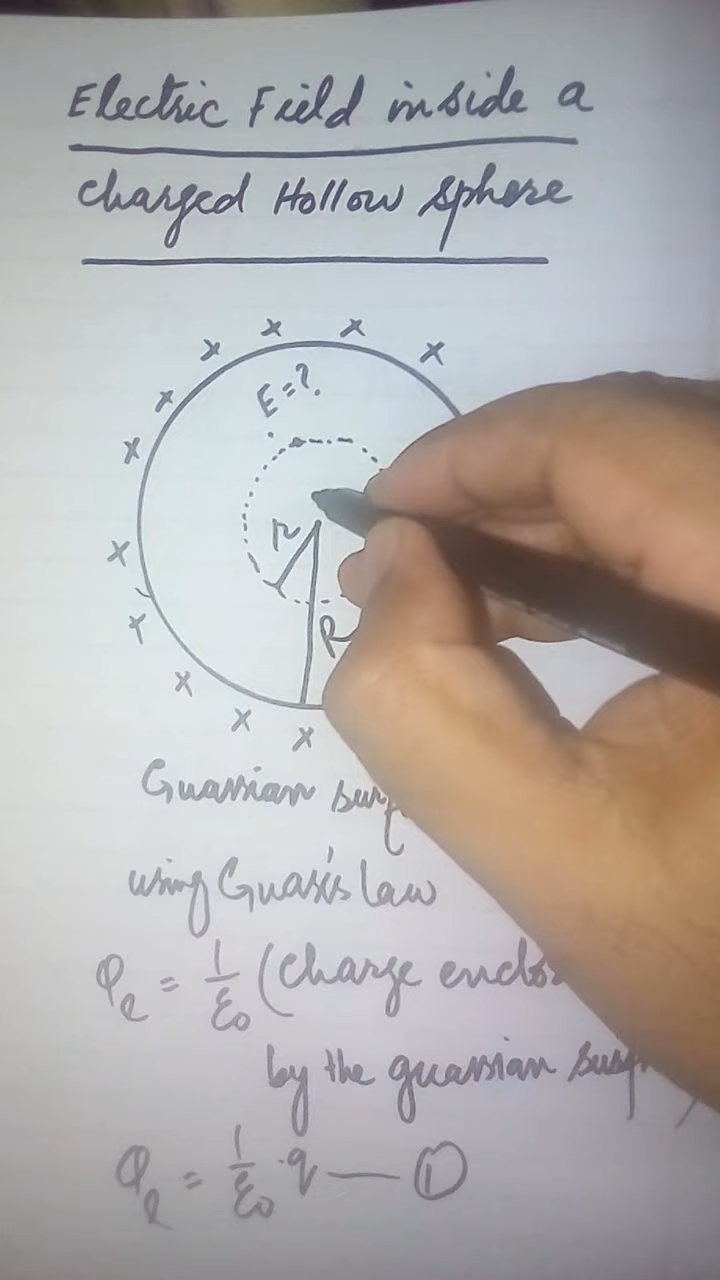 Electric Field inside a
charged Hollow sphere
x x x x x x x x x x x x
E = ?
r
R
Guassian
using Guass's law
φe = 1/ε0 (charge
by the guassian
φe = 1/ε0 · q — ①